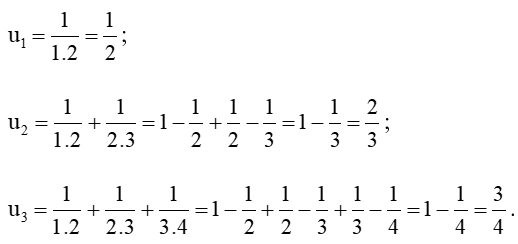 u₁ = 1/1.2 = 1/2 ;
u₂ = 1/1.2 + 1/2.3 = 1 − 1/2 + 1/2 − 1/3 = 1 − 1/3 = 2/3 ;
u₃ = 1/1.2 + 1/2.3 + 1/3.4 = 1 − 1/2 + 1/2 − 1/3 + 1/3 − 1/4 = 1 − 1/4 = 3/4 .